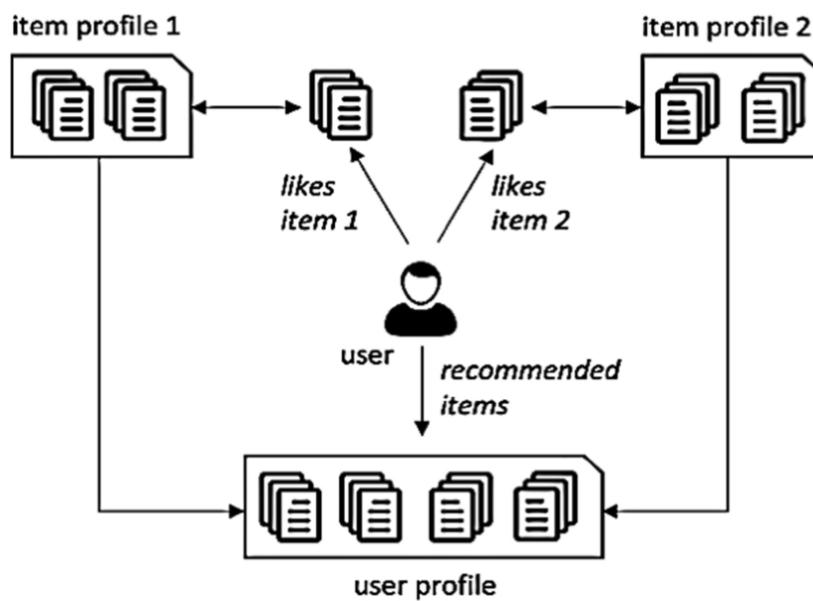 item profile 1
item profile 2
likes
item 1
likes
item 2
user
recommended
items
user profile